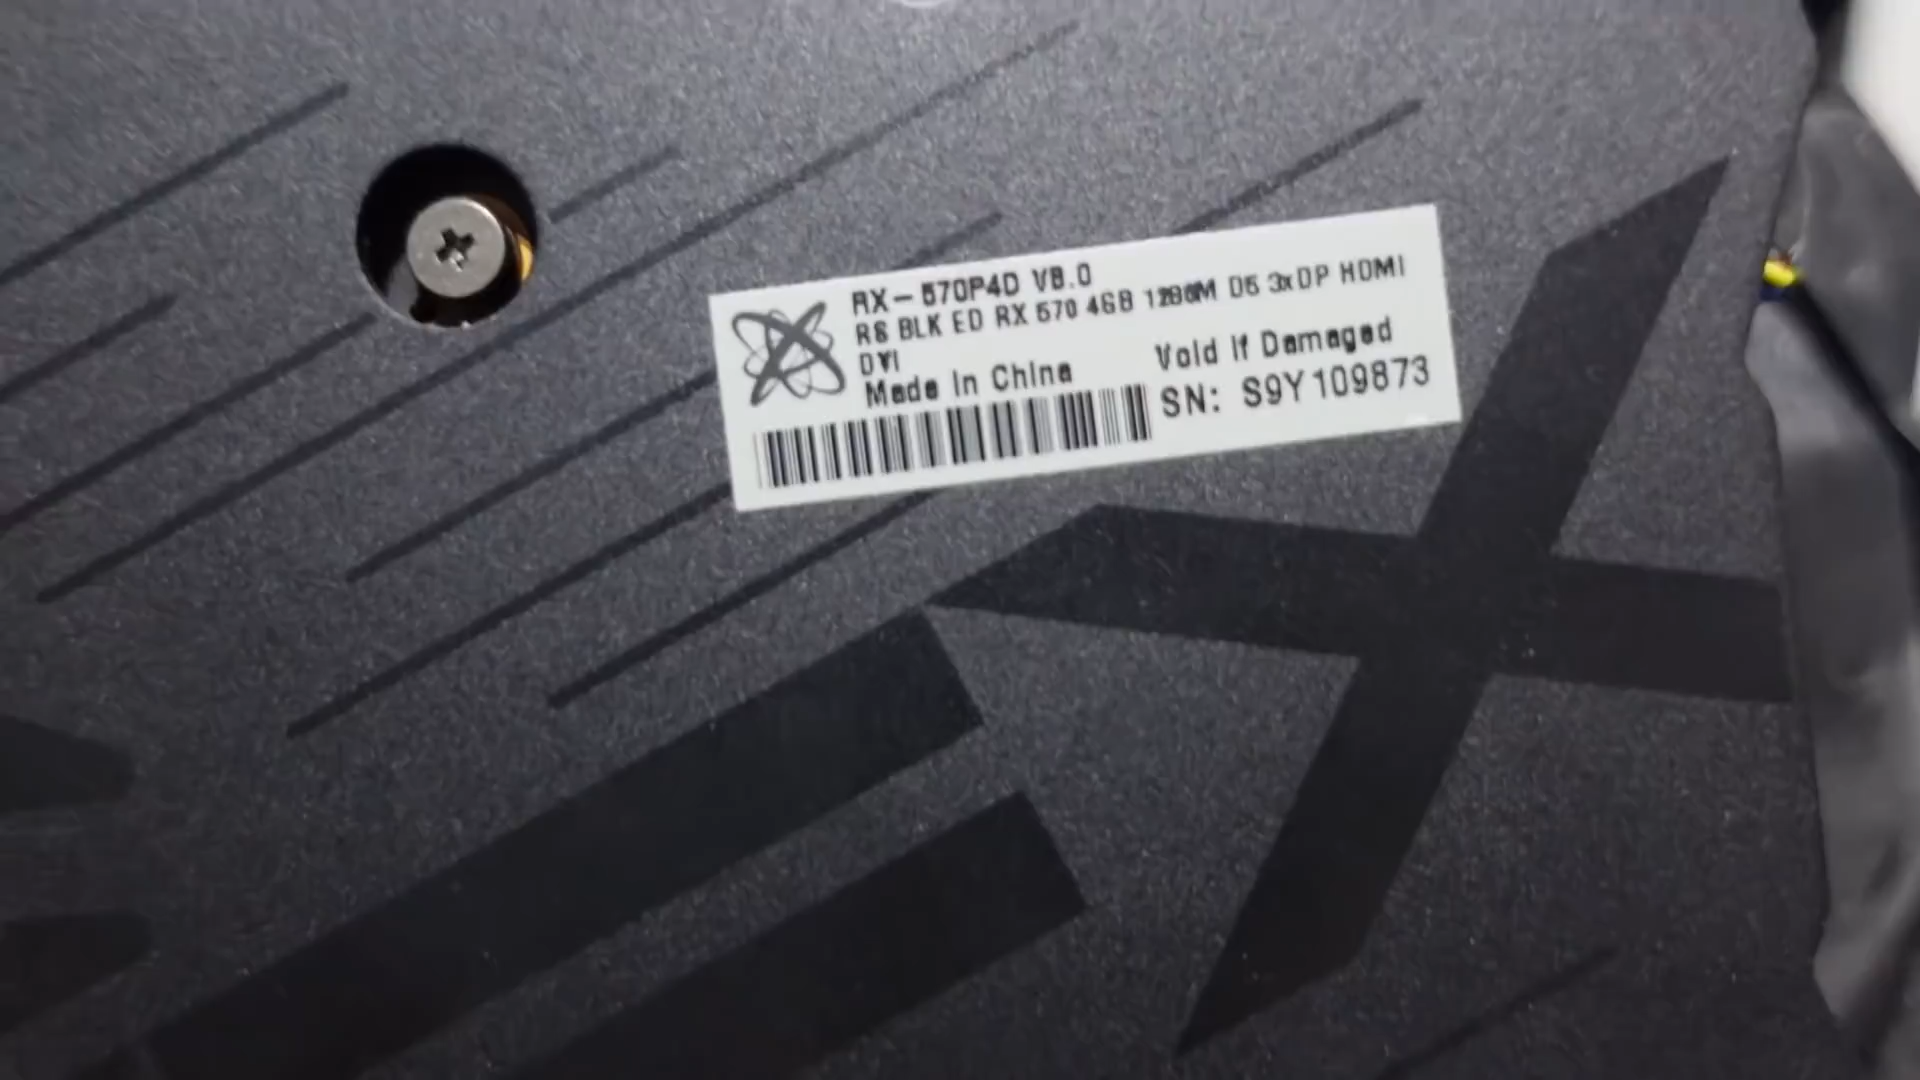 RX-570P4D V8.0
RS BLK ED RX 570 4GB 1286M D5 3xDP HDMI
DVI
Made In China
Void If Damaged
SN: S9Y109873